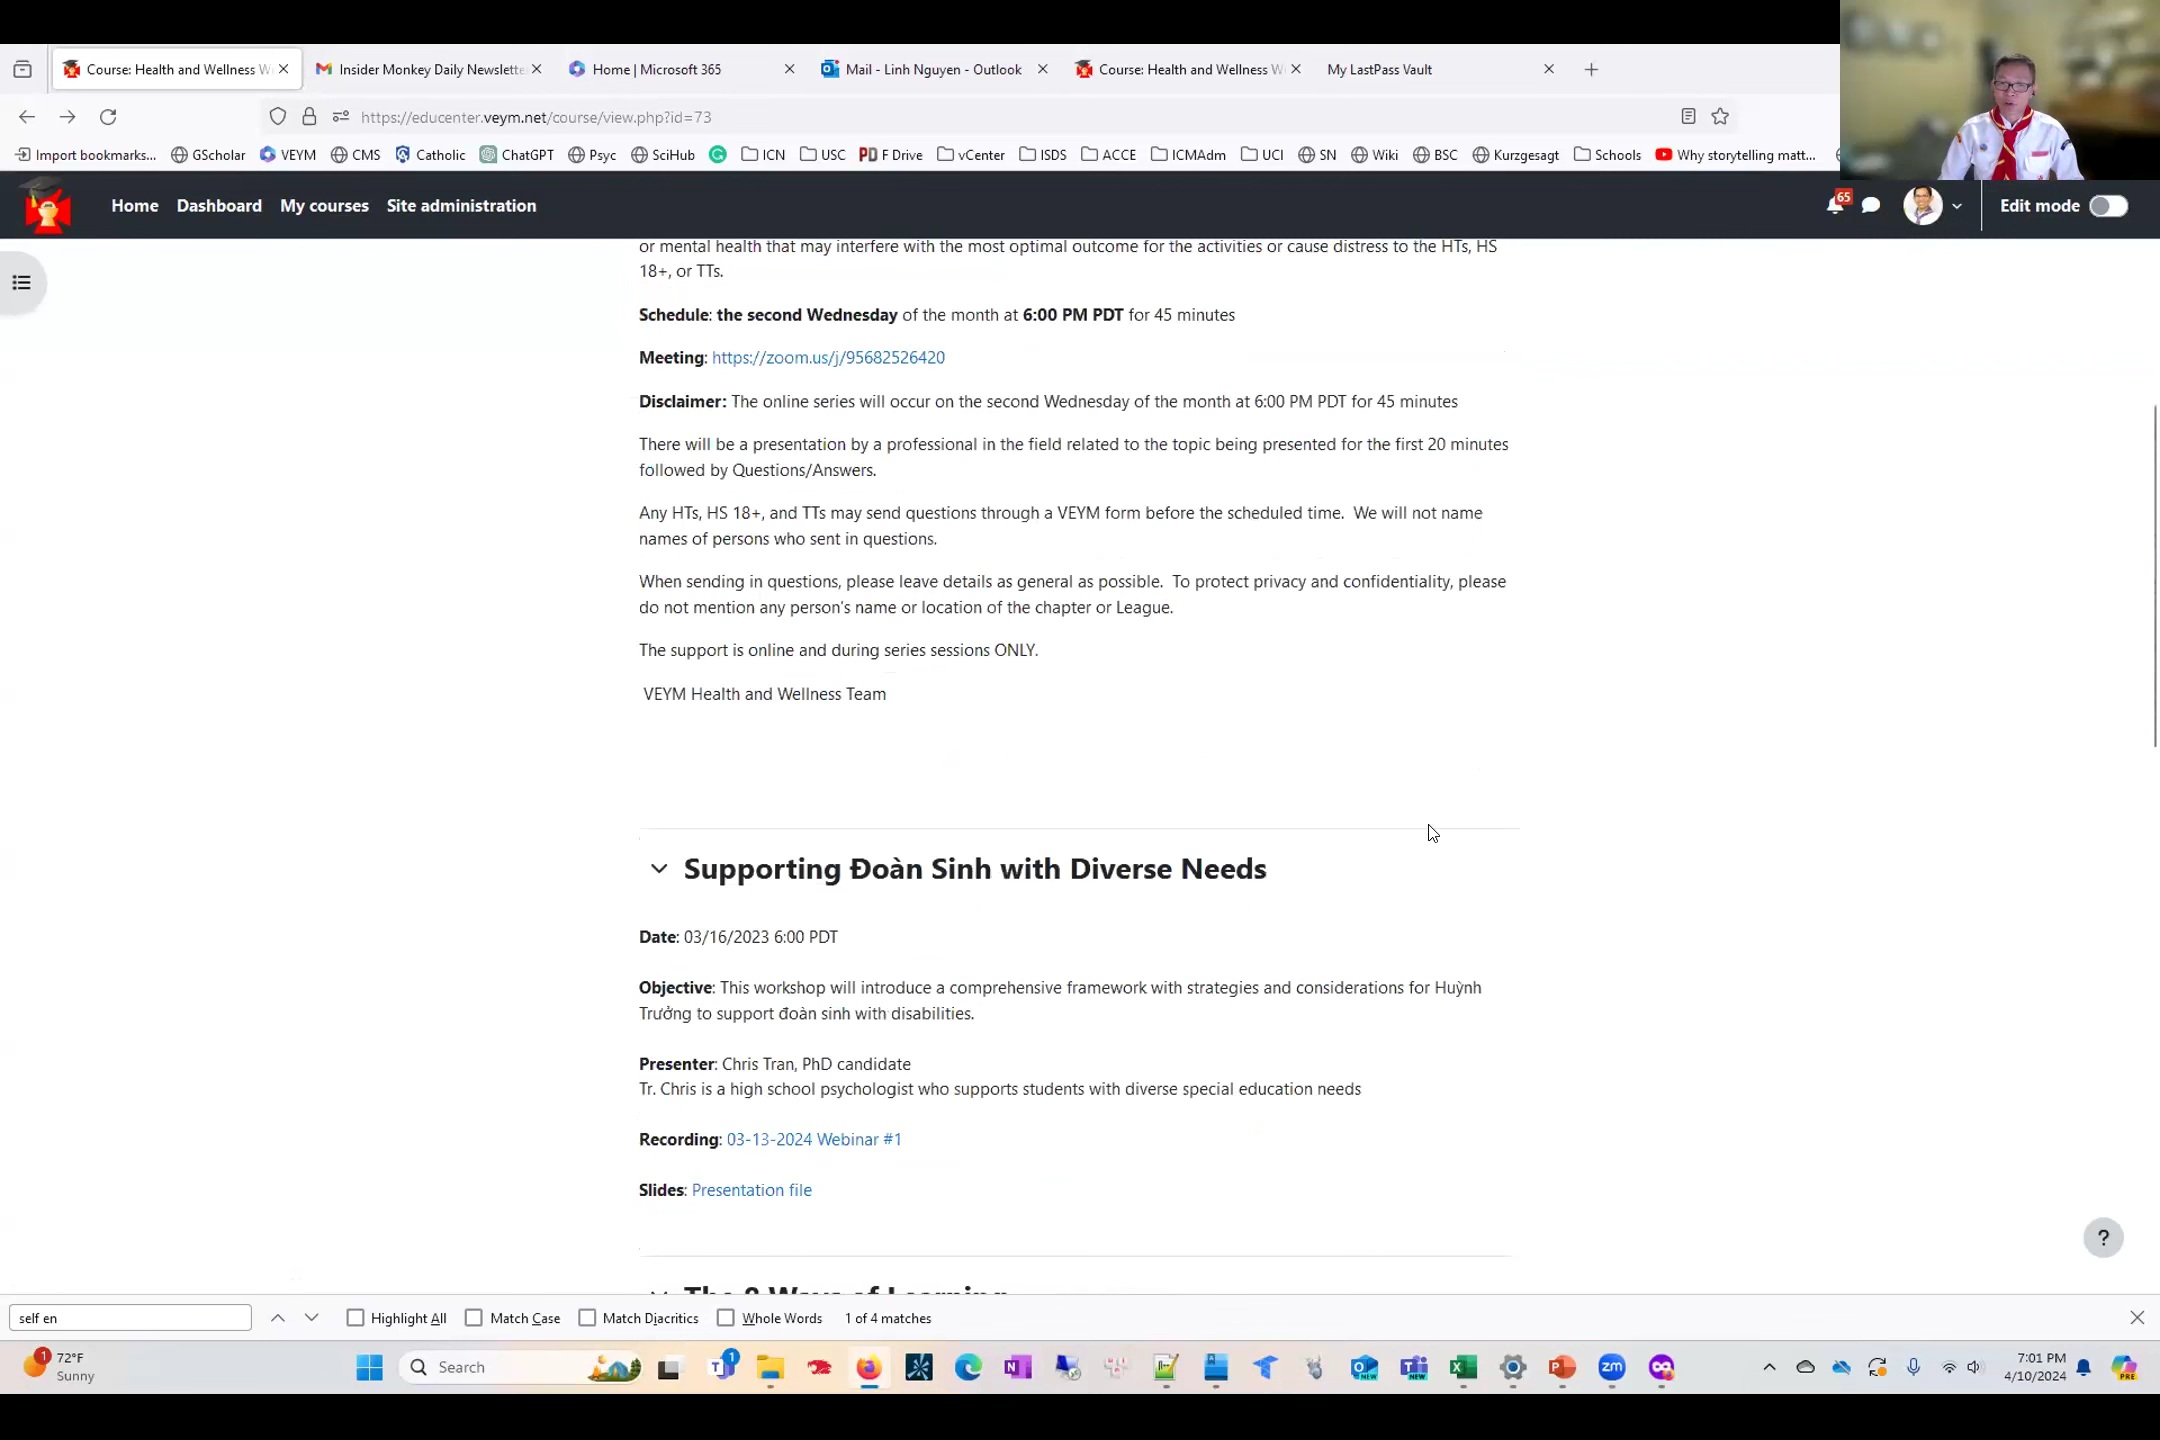 Course: Health and Wellness W
Insider Monkey Daily Newslette
Home | Microsoft 365
Mail - Linh Nguyen - Outlook
Course: Health and Wellness W
My LastPass Vault
https://educenter.veym.net/course/view.php?id=73
Import bookmarks...
GScholar
VEYM
CMS
Catholic
ChatGPT
Psyc
SciHub
ICN
USC
F Drive
vCenter
ISDS
ACCE
ICMAdm
UCI
SN
Wiki
BSC
Kurzgesagt
Schools
Why storytelling matt...
Home
Dashboard
My courses
Site administration
65
Edit mode
or mental health that may interfere with the most optimal outcome for the activities or cause distress to the HTs, HS
18+, or TTs.
Schedule: the second Wednesday of the month at 6:00 PM PDT for 45 minutes
Meeting: https://zoom.us/j/95682526420
Disclaimer: The online series will occur on the second Wednesday of the month at 6:00 PM PDT for 45 minutes
There will be a presentation by a professional in the field related to the topic being presented for the first 20 minutes
followed by Questions/Answers.
Any HTs, HS 18+, and TTs may send questions through a VEYM form before the scheduled time. We will not name
names of persons who sent in questions.
When sending in questions, please leave details as general as possible. To protect privacy and confidentiality, please
do not mention any person's name or location of the chapter or League.
The support is online and during series sessions ONLY.
VEYM Health and Wellness Team
Supporting Đoàn Sinh with Diverse Needs
Date: 03/16/2023 6:00 PDT
Objective: This workshop will introduce a comprehensive framework with strategies and considerations for Huỳnh
Trưởng to support đoàn sinh with disabilities.
Presenter: Chris Tran, PhD candidate
Tr. Chris is a high school psychologist who supports students with diverse special education needs
Recording: 03-13-2024 Webinar #1
Slides: Presentation file
?
The 8 Ways of Learning
self en
Highlight All
Match Case
Match Diacritics
Whole Words
1 of 4 matches
1
72°F
Sunny
Search
1
NEW
NEW
zm
PRE
7:01 PM
4/10/2024